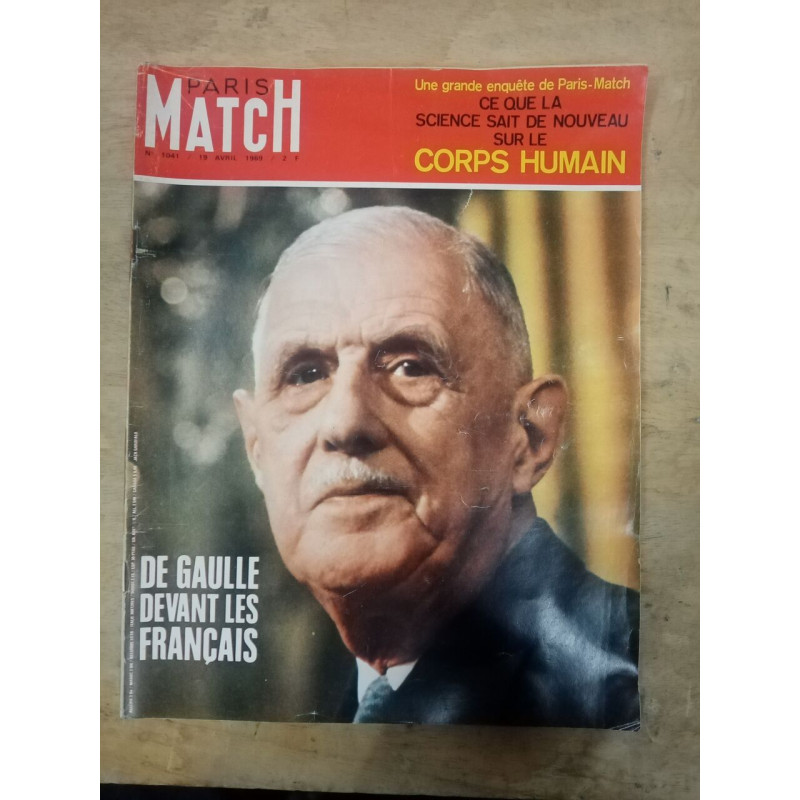 PARIS
MATCH
N° 1041 / 19 AVRIL 1969 / 2 F
Une grande enquête de Paris-Match
CE QUE LA
SCIENCE SAIT DE NOUVEAU
SUR LE
CORPS HUMAIN
DE GAULLE
DEVANT LES
FRANÇAIS